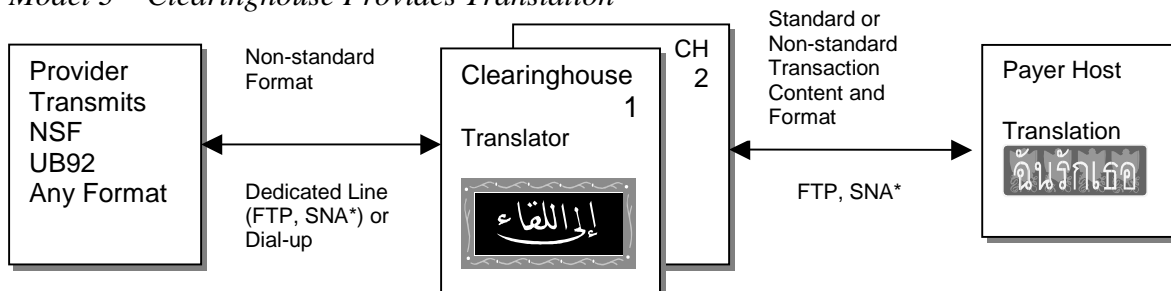 Model 3 – Clearinghouse Provides Translation
Provider
Transmits
NSF
UB92
Any Format
Non-standard
Format
Dedicated Line
(FTP, SNA*) or
Dial-up
Clearinghouse
1
Translator
إلى اللقاء
CH
2
Standard or
Non-standard
Transaction
Content and
Format
FTP, SNA*
Payer Host
Translation
ฉันรักเธอ